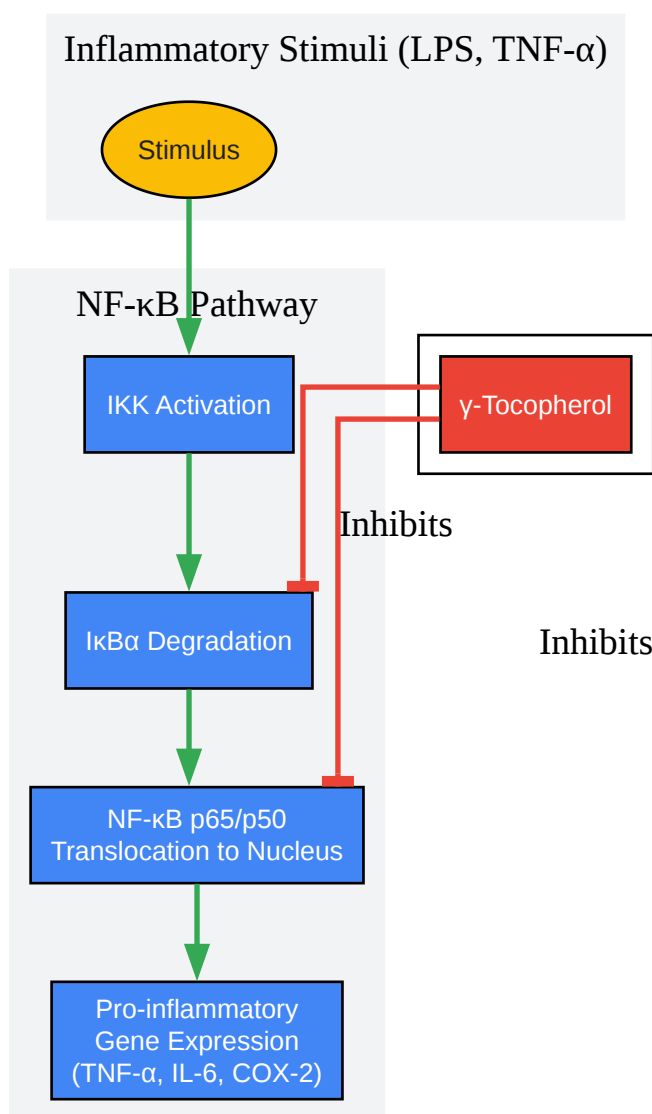 Inflammatory Stimuli (LPS, TNF-α)
Stimulus
NF-κB Pathway
IKK Activation
γ-Tocopherol
Inhibits
IκBα Degradation
Inhibits
NF-κB p65/p50
Translocation to Nucleus
Pro-inflammatory
Gene Expression
(TNF-α, IL-6, COX-2)